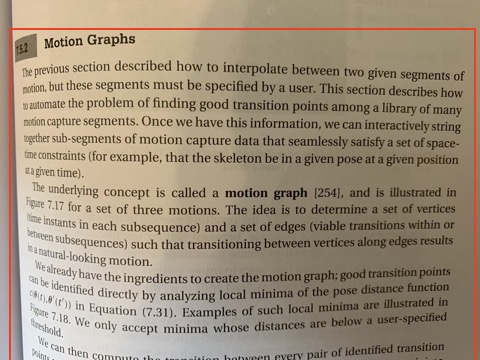 7.5.2 Motion Graphs
The previous section described how to interpolate between two given segments of
motion, but these segments must be specified by a user. This section describes how
to automate the problem of finding good transition points among a library of many
motion capture segments. Once we have this information, we can interactively string
together sub-segments of motion capture data that seamlessly satisfy a set of space-
time constraints (for example, that the skeleton be in a given pose at a given position
at a given time).
The underlying concept is called a motion graph [254], and is illustrated in
Figure 7.17 for a set of three motions. The idea is to determine a set of vertices
(time instants in each subsequence) and a set of edges (viable transitions within or
between subsequences) such that transitioning between vertices along edges results
in a natural-looking motion.
We already have the ingredients to create the motion graph; good transition points
can be identified directly by analyzing local minima of the pose distance function
c(θ(t),θ′(t′)) in Equation (7.31). Examples of such local minima are illustrated in
Figure 7.18. We only accept minima whose distances are below a user-specified
threshold.
We can then compute the transition between every pair of identified transition